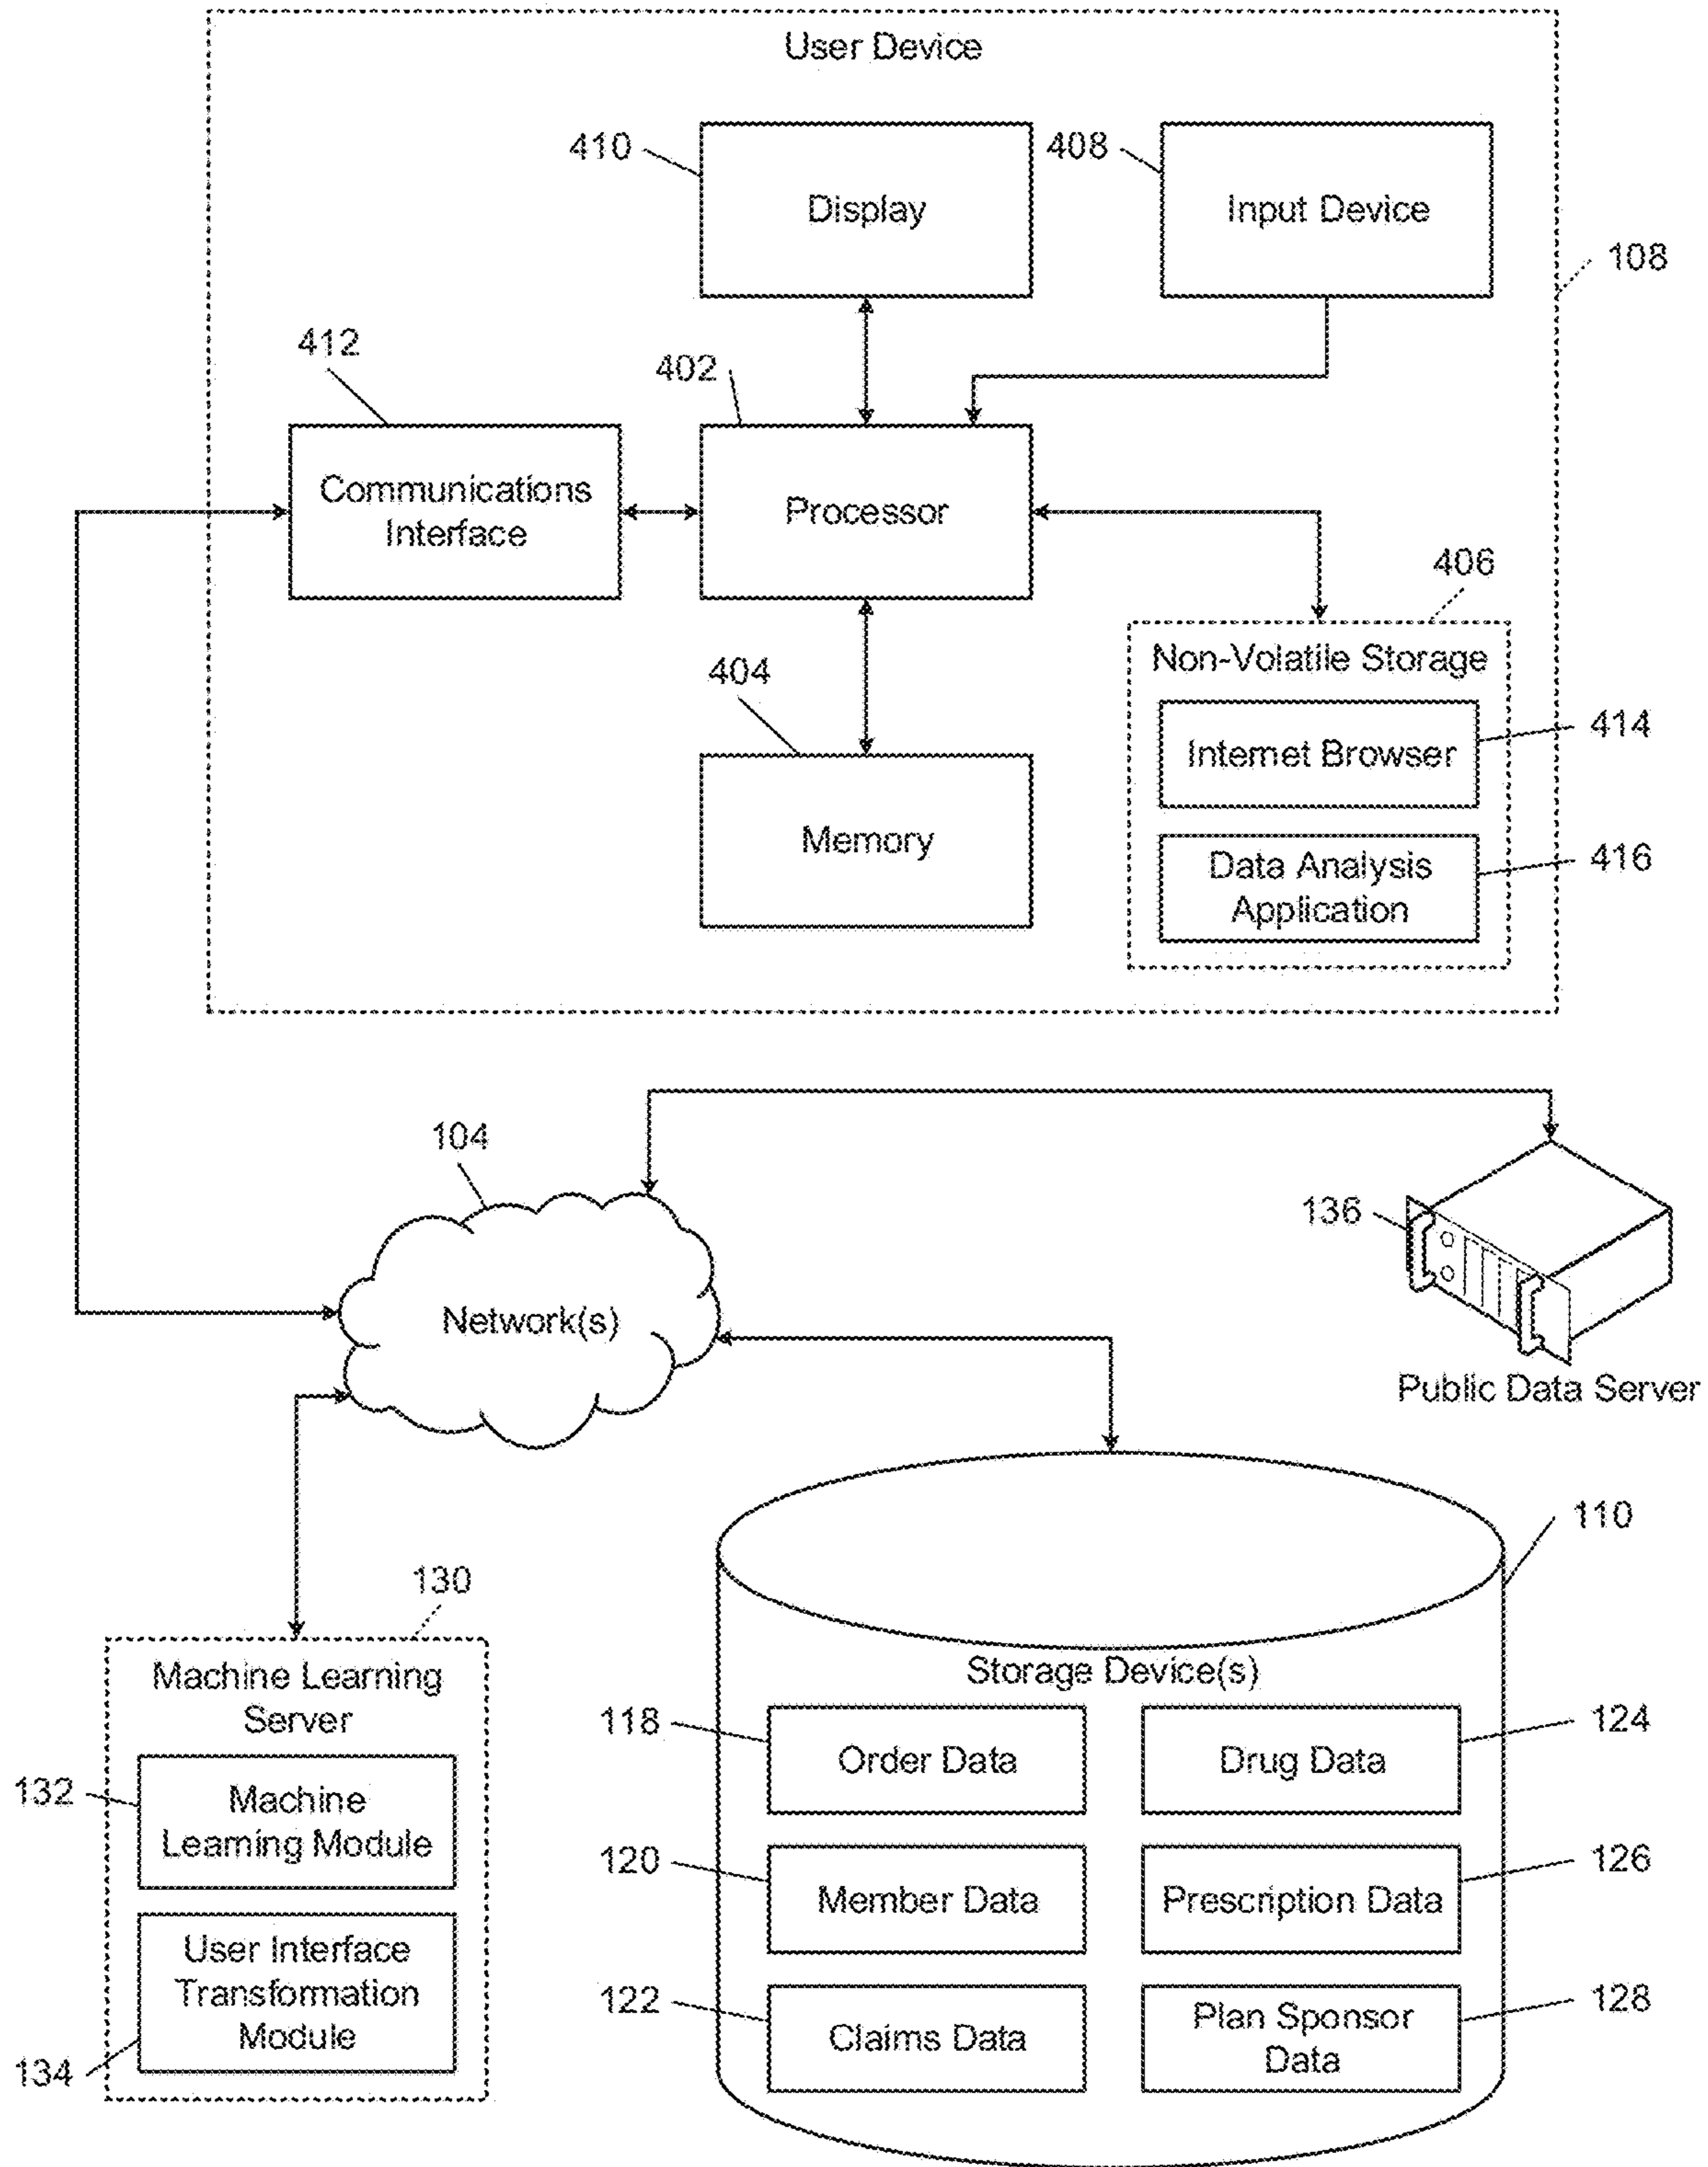 User Device
410
408
Display
Input Device
108
412
402
Communications
Interface
Processor
406
Non-Volatile Storage
404
414
Internet Browser
Memory
Data Analysis
Application
416
104
136
Network(s)
Public Data Server
110
130
Machine Learning
Server
Storage Device(s)
118
Order Data
Drug Data
124
132
Machine
Learning Module
120
Member Data
Prescription Data
126
User Interface
Transformation
Module
134
122
Claims Data
Plan Sponsor
Data
128